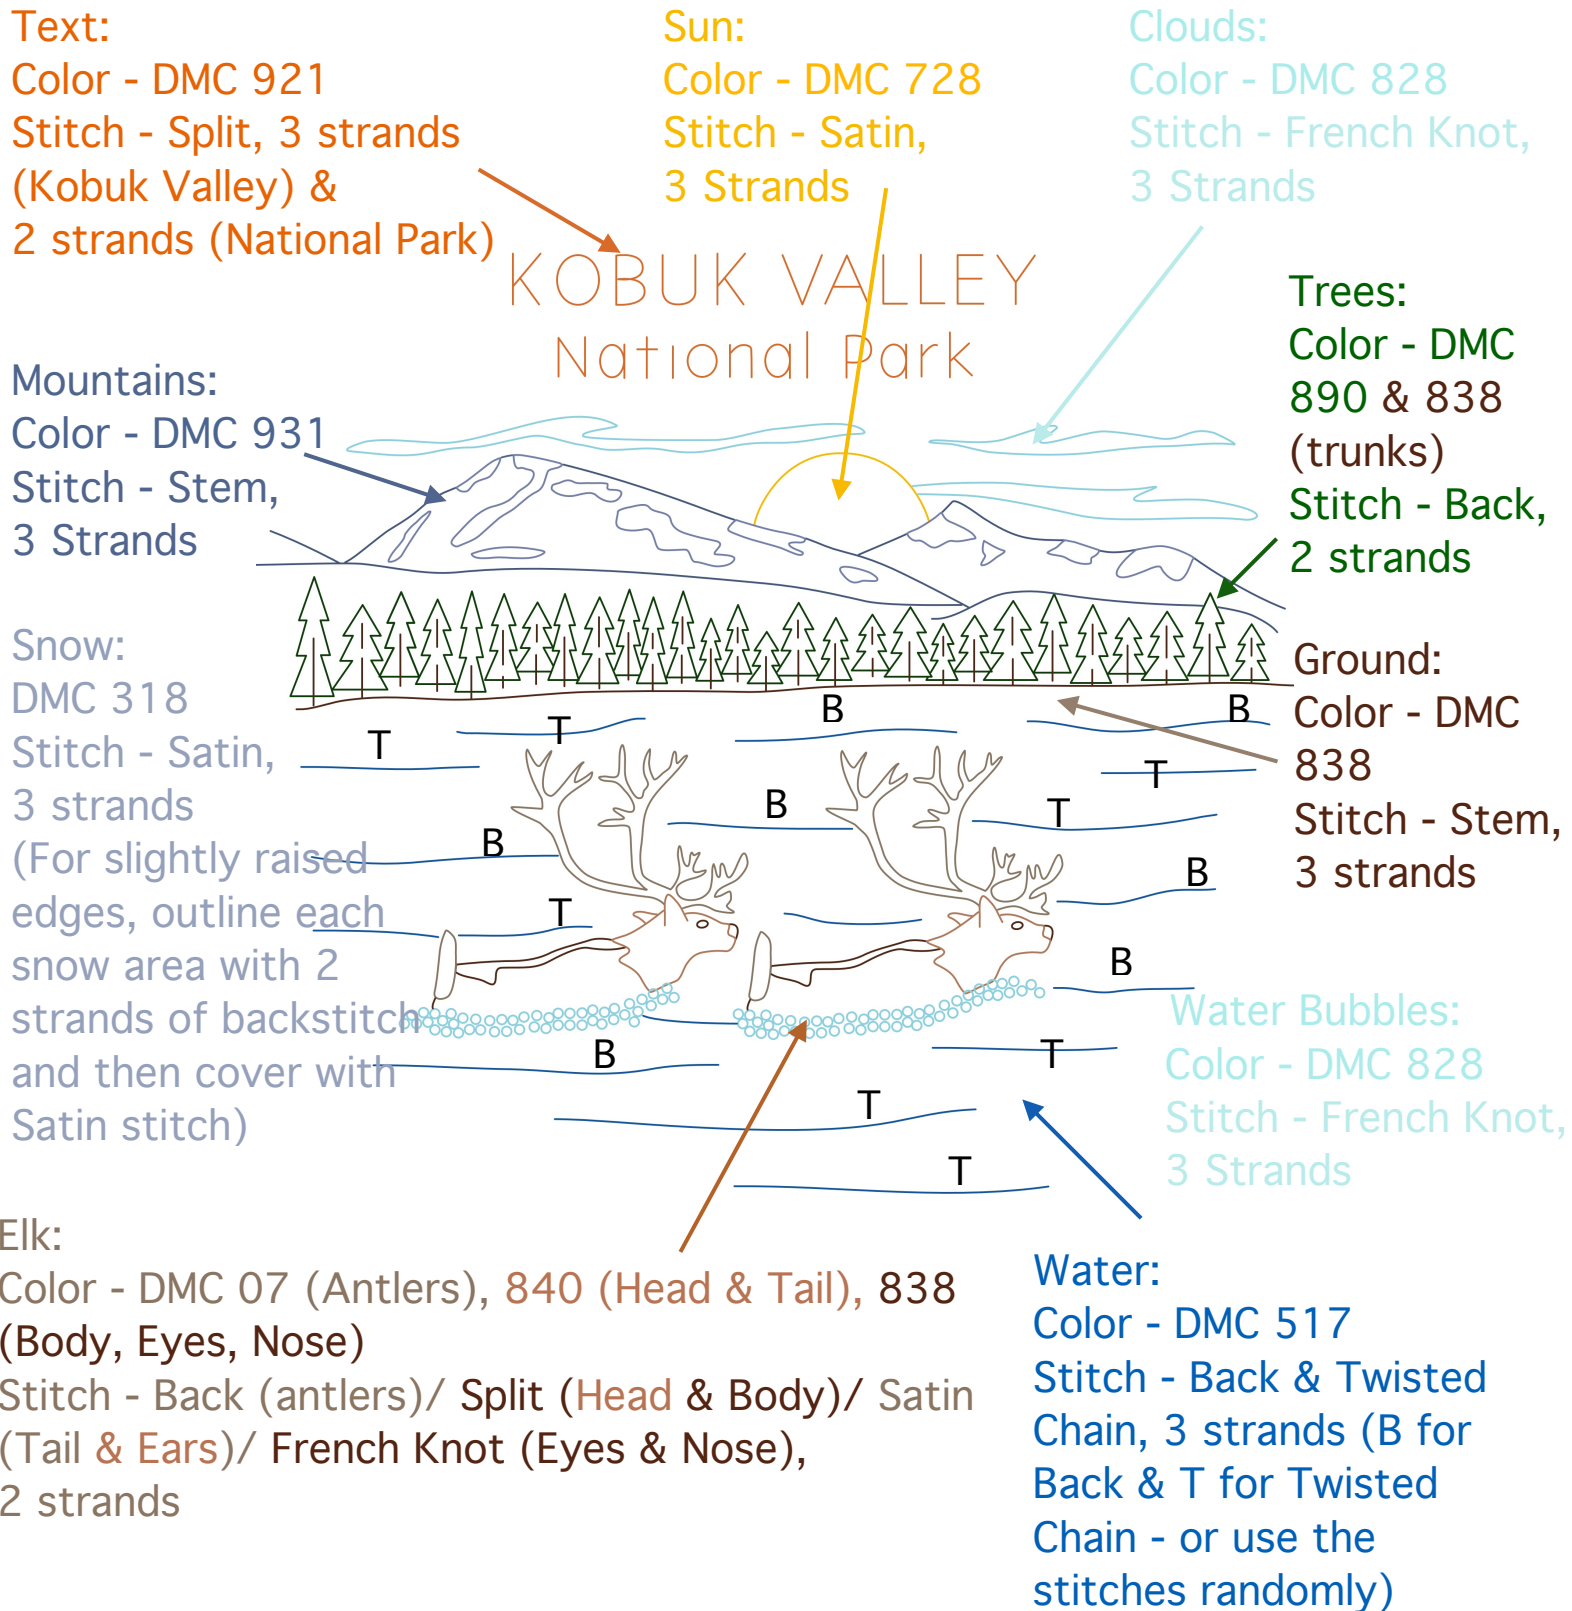 Text:
Color - DMC 921
Stitch - Split, 3 strands
(Kobuk Valley) &
2 strands (National Park)
Sun:
Color - DMC 728
Stitch - Satin,
3 Strands
Clouds:
Color - DMC 828
Stitch - French Knot,
3 Strands
KOBUK VALLEY
National Park
Trees:
Color - DMC
890 & 838
(trunks)
Stitch - Back,
2 strands
Mountains:
Color - DMC 931
Stitch - Stem,
3 Strands
Snow:
DMC 318
Stitch - Satin,
3 strands
(For slightly raised
edges, outline each
snow area with 2
strands of backstitch
and then cover with
Satin stitch)
Ground:
Color - DMC
838
Stitch - Stem,
3 strands
B
B
T
T
T
B
T
B
B
T
B
B
T
T
T
Water Bubbles:
Color - DMC 828
Stitch - French Knot,
3 Strands
Elk:
Color - DMC 07 (Antlers), 840 (Head & Tail), 838
(Body, Eyes, Nose)
Stitch - Back (antlers)/ Split (Head & Body)/ Satin
(Tail & Ears)/ French Knot (Eyes & Nose),
2 strands
Water:
Color - DMC 517
Stitch - Back & Twisted
Chain, 3 strands (B for
Back & T for Twisted
Chain - or use the
stitches randomly)